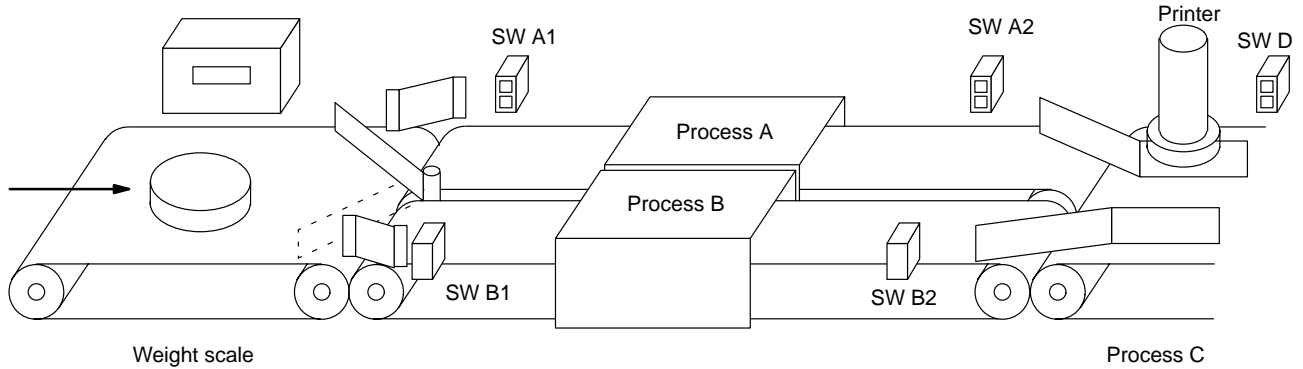 Printer
SW A1
SW A2
SW D
Process A
Process B
SW B1
SW B2
Weight scale
Process C